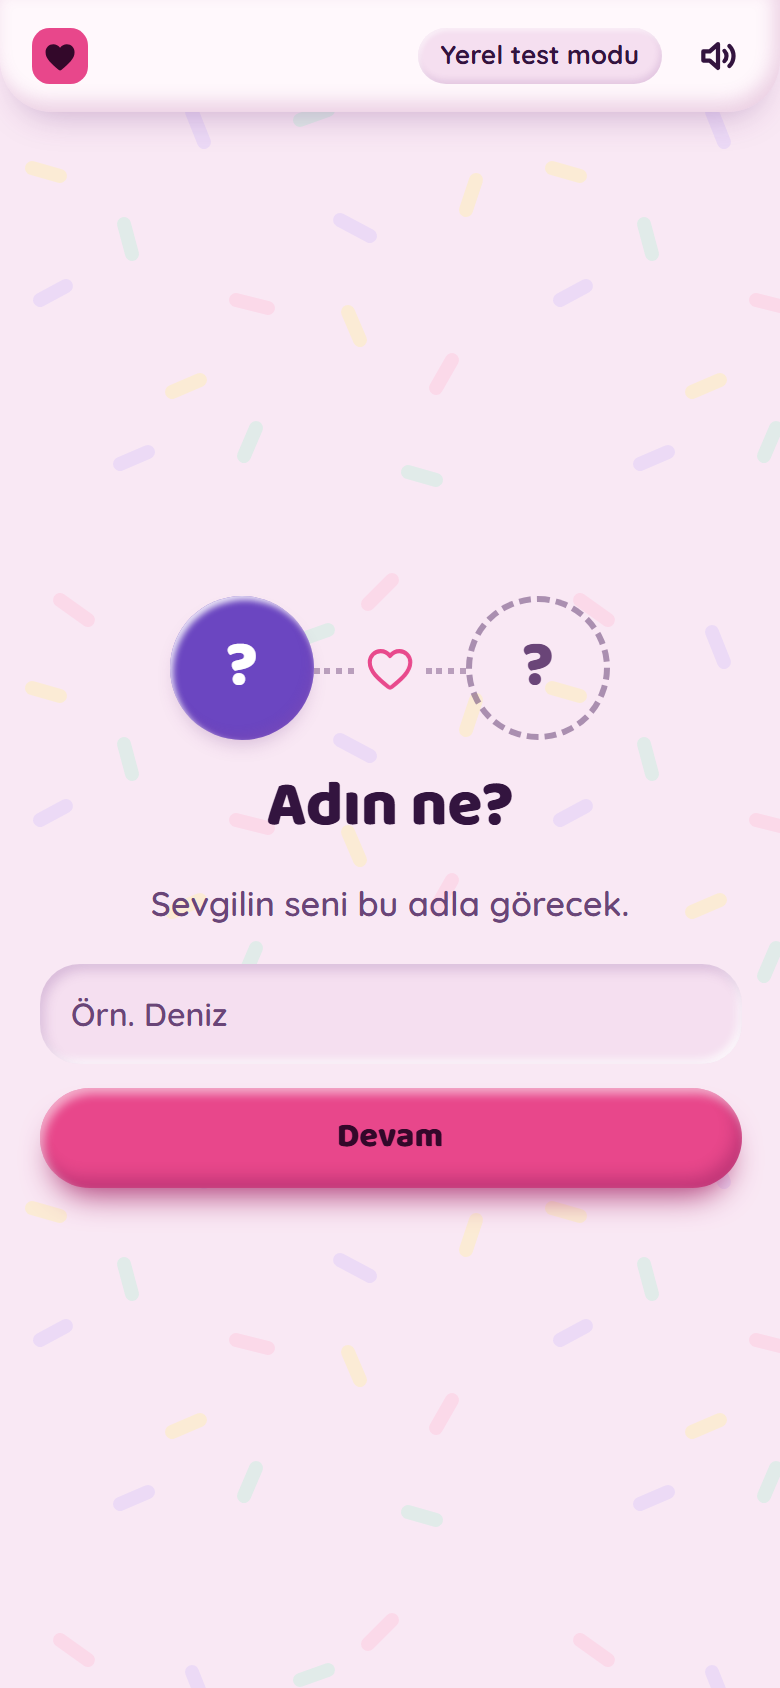 Yerel test modu
? ?
Adın ne?
Sevgilin seni bu adla görecek.
Örn. Deniz
Devam